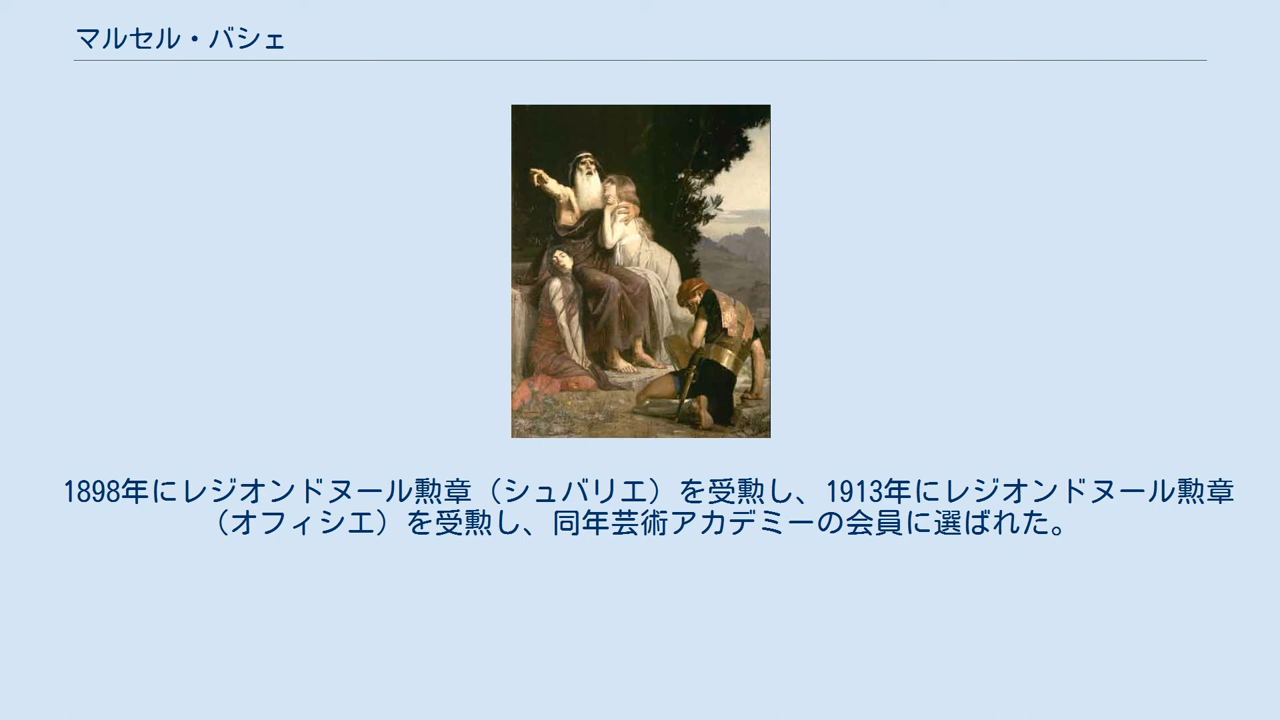 マルセル・バシェ
1898年にレジオンドヌール勲章（シュバリエ）を受勲し、1913年にレジオンドヌール勲章
（オフィシエ）を受勲し、同年芸術アカデミーの会員に選ばれた。